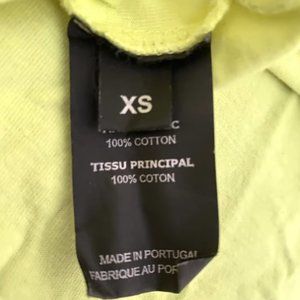 XS
100% COTTON
TISSU PRINCIPAL
100% COTON
MADE IN PORTUGAL
FABRIQUE AU